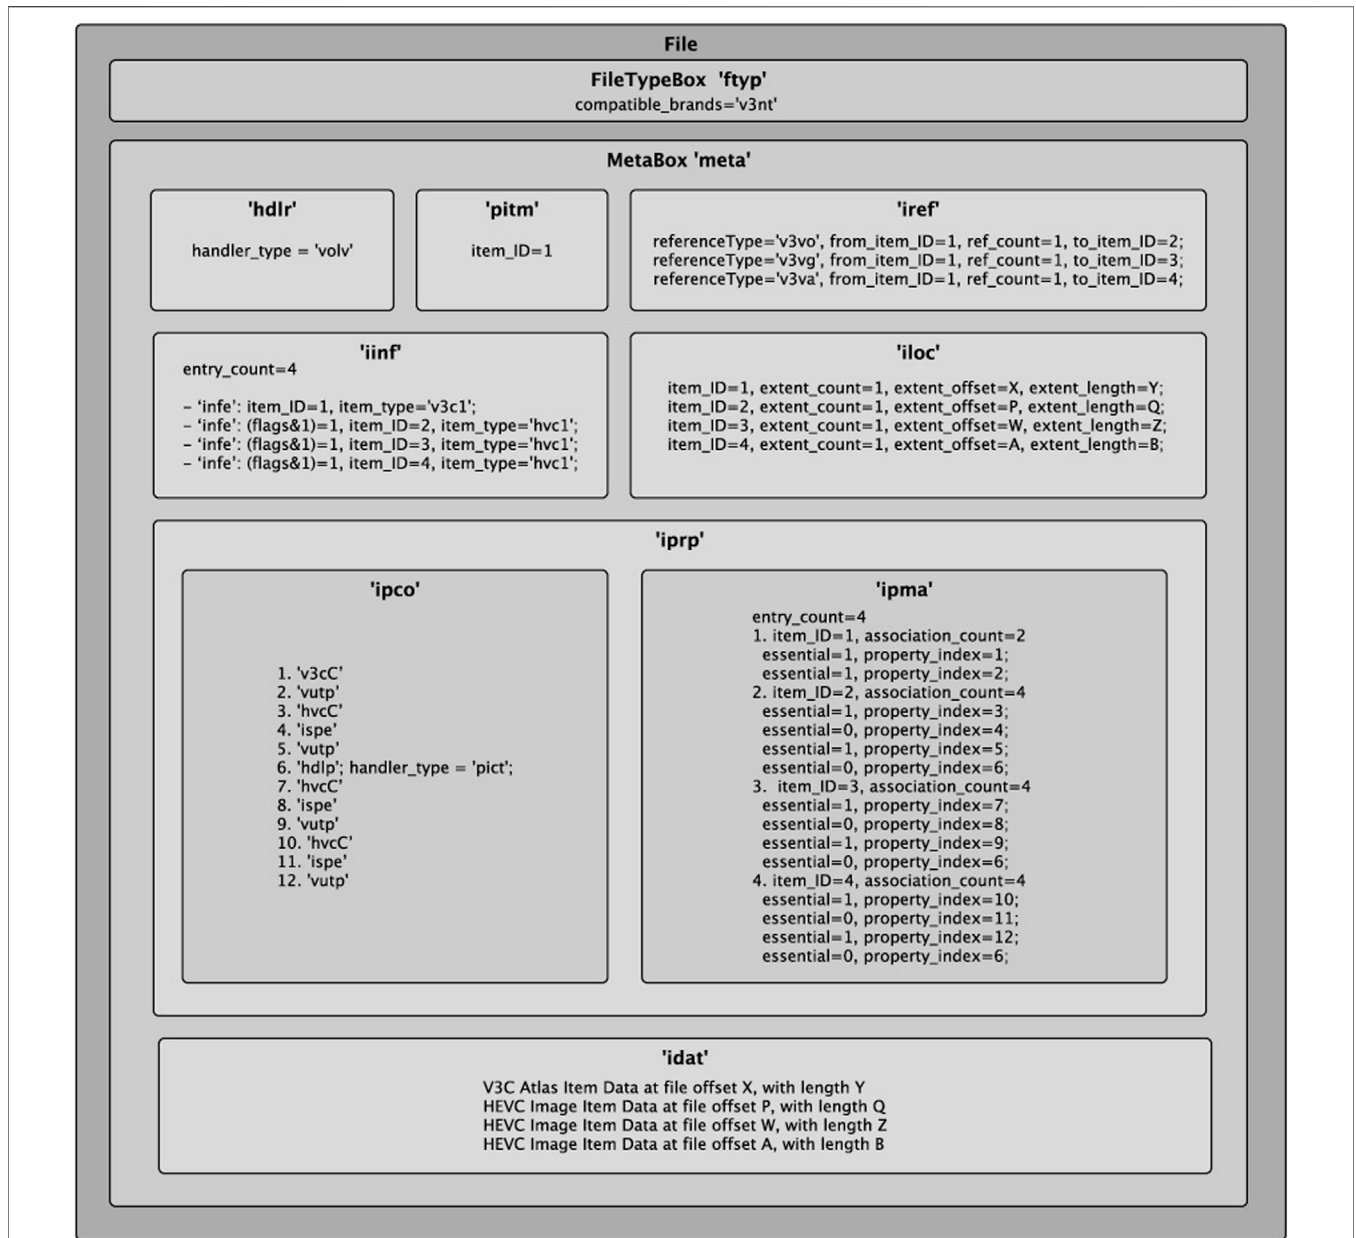 File
FileTypeBox 'ftyp'
compatible_brands='v3nt'
MetaBox 'meta'
'hdlr'
handler_type = 'volv'
'pitm'
item_ID=1
'iref'
referenceType='v3vo', from_item_ID=1, ref_count=1, to_item_ID=2;
referenceType='v3vg', from_item_ID=1, ref_count=1, to_item_ID=3;
referenceType='v3va', from_item_ID=1, ref_count=1, to_item_ID=4;
'iinf'
entry_count=4
– ‘infe’: item_ID=1, item_type=‘v3c1’;
– ‘infe’: (flags&1)=1, item_ID=2, item_type=‘hvc1’;
– ‘infe’: (flags&1)=1, item_ID=3, item_type=‘hvc1’;
– ‘infe’: (flags&1)=1, item_ID=4, item_type=‘hvc1’;
'iloc'
item_ID=1, extent_count=1, extent_offset=X, extent_length=Y;
item_ID=2, extent_count=1, extent_offset=P, extent_length=Q;
item_ID=3, extent_count=1, extent_offset=W, extent_length=Z;
item_ID=4, extent_count=1, extent_offset=A, extent_length=B;
'iprp'
'ipco'
1. 'v3cC’
2. 'vutp’
3. 'hvcC’
4. 'ispe’
5. 'vutp’
6. 'hdlp'; handler_type = 'pict';
7. 'hvcC’
8. 'ispe’
9. 'vutp’
10. 'hvcC’
11. 'ispe’
12. 'vutp’
'ipma'
entry_count=4
1. item_ID=1, association_count=2
essential=1, property_index=1;
essential=1, property_index=2;
2. item_ID=2, association_count=4
essential=1, property_index=3;
essential=0, property_index=4;
essential=1, property_index=5;
essential=0, property_index=6;
3. item_ID=3, association_count=4
essential=1, property_index=7;
essential=0, property_index=8;
essential=1, property_index=9;
essential=0, property_index=6;
4. item_ID=4, association_count=4
essential=1, property_index=10;
essential=0, property_index=11;
essential=1, property_index=12;
essential=0, property_index=6;
'idat'
V3C Atlas Item Data at file offset X, with length Y
HEVC Image Item Data at file offset P, with length Q
HEVC Image Item Data at file offset W, with length Z
HEVC Image Item Data at file offset A, with length B